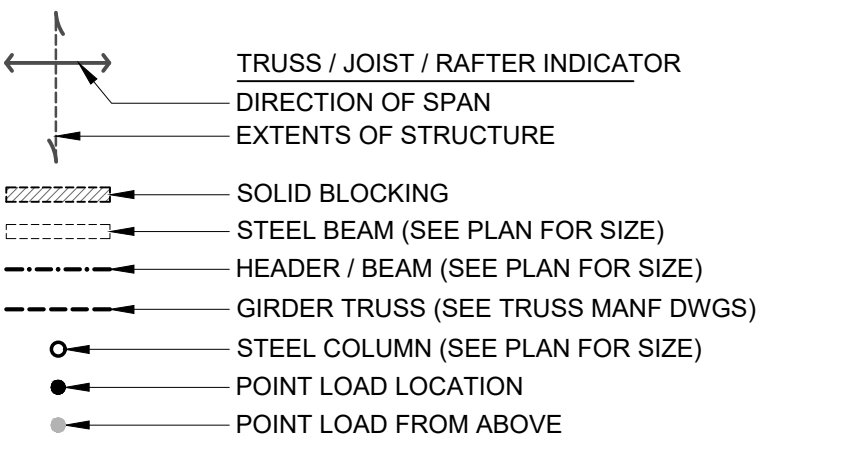 TRUSS / JOIST / RAFTER INDICATOR
DIRECTION OF SPAN
EXTENTS OF STRUCTURE
SOLID BLOCKING
STEEL BEAM (SEE PLAN FOR SIZE)
HEADER / BEAM (SEE PLAN FOR SIZE)
GIRDER TRUSS (SEE TRUSS MANF DWGS)
STEEL COLUMN (SEE PLAN FOR SIZE)
POINT LOAD LOCATION
POINT LOAD FROM ABOVE